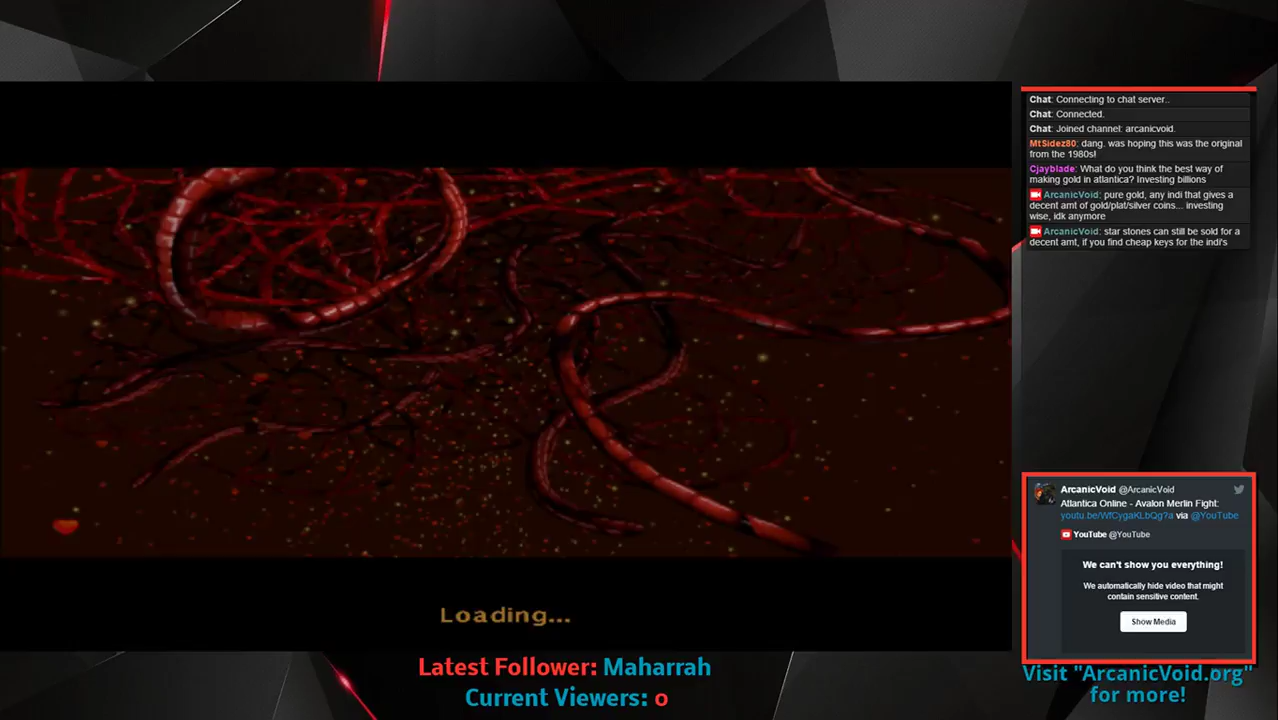 Chat: Connecting to chat server..
Chat: Connected.
Chat: Joined channel: arcanicvoid.
MtSidez80: dang. was hoping this was the original
from the 1980s!
Cjayblade: What do you think the best way of
making gold in atlantica? Investing billions
ArcanicVoid: pure gold, any indi that gives a
decent amt of gold/plat/silver coins... investing
wise, idk anymore
ArcanicVoid: star stones can still be sold for a
decent amt, if you find cheap keys for the indi's
Loading...
ArcanicVoid @ArcanicVoid
Atlantica Online - Avalon Merlin Fight:
youtu.be/WfCygaKLbQg?a via @YouTube
YouTube @YouTube
We can't show you everything!
We automatically hide video that might
contain sensitive content.
Show Media
Latest Follower: Maharrah
Current Viewers: 0
Visit "ArcanicVoid.org"
for more!